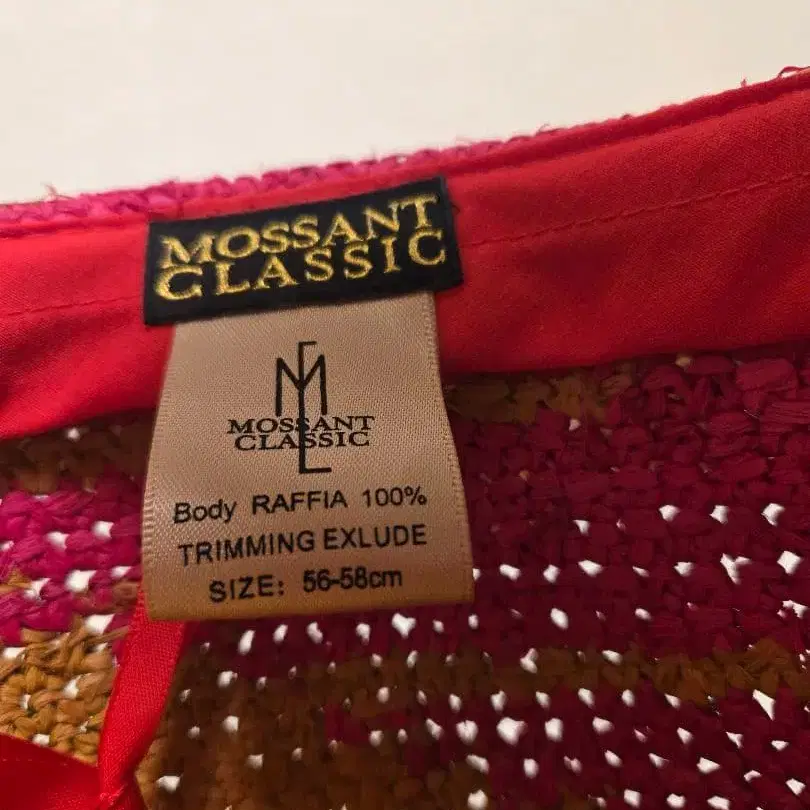 MOSSANT
CLASSIC
MOSSANT
CLASSIC
Body RAFFIA 100%
TRIMMING EXLUDE
SIZE: 56-58cm